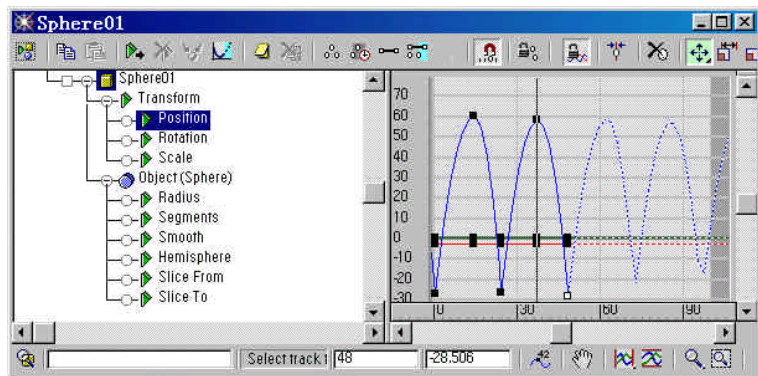 Sphere01
Sphere01
Transform
Position
Rotation
Scale
Object (Sphere)
Radius
Segments
Smooth
Hemisphere
Slice From
Slice To
70
60
50
40
30
20
10
0
-10
-20
-30
0
30
60
90
Select track.
48
-28.506
42